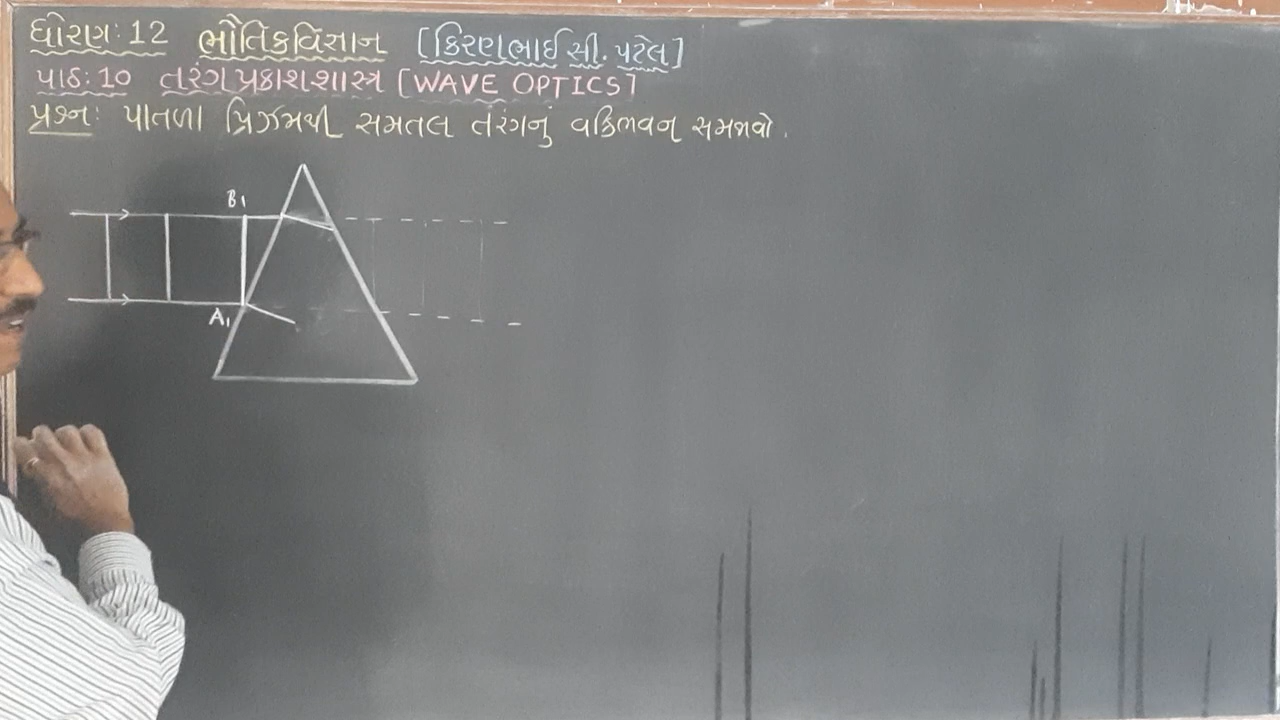 ધોરણ: 12 ભૌતિકવિજ્ઞાન [કિરણભાઈ સી. પટેલ]
પાઠ: 10 તરંગપ્રકાશશાસ્ત્ર [WAVE OPTICS]
પ્રશ્ન: પાતળા પ્રિઝમથી સમતલ તરંગનું વક્રિભવન સમજાવો.
B₁
A₁